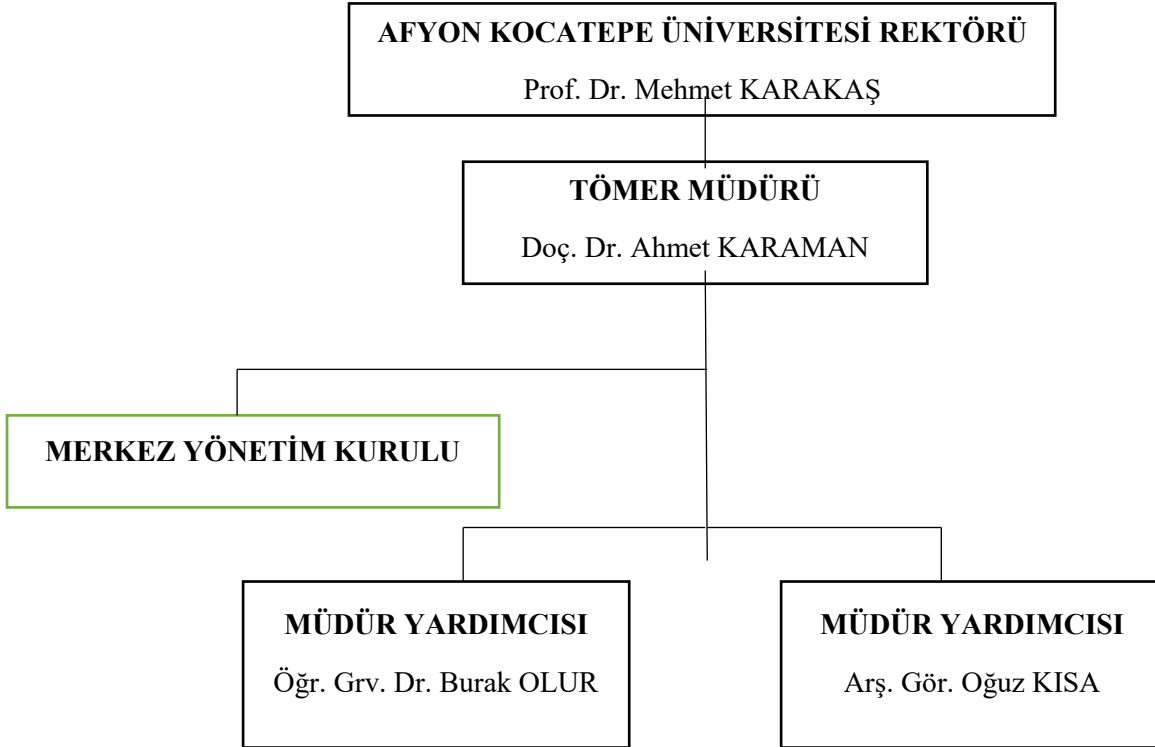 AFYON KOCATEPE ÜNİVERSİTESİ REKTÖRÜ
Prof. Dr. Mehmet KARAKAŞ
TÖMER MÜDÜRÜ
Doç. Dr. Ahmet KARAMAN
MERKEZ YÖNETİM KURULU
MÜDÜR YARDIMCISI
Öğr. Grv. Dr. Burak OLUR
MÜDÜR YARDIMCISI
Arş. Gör. Oğuz KISA